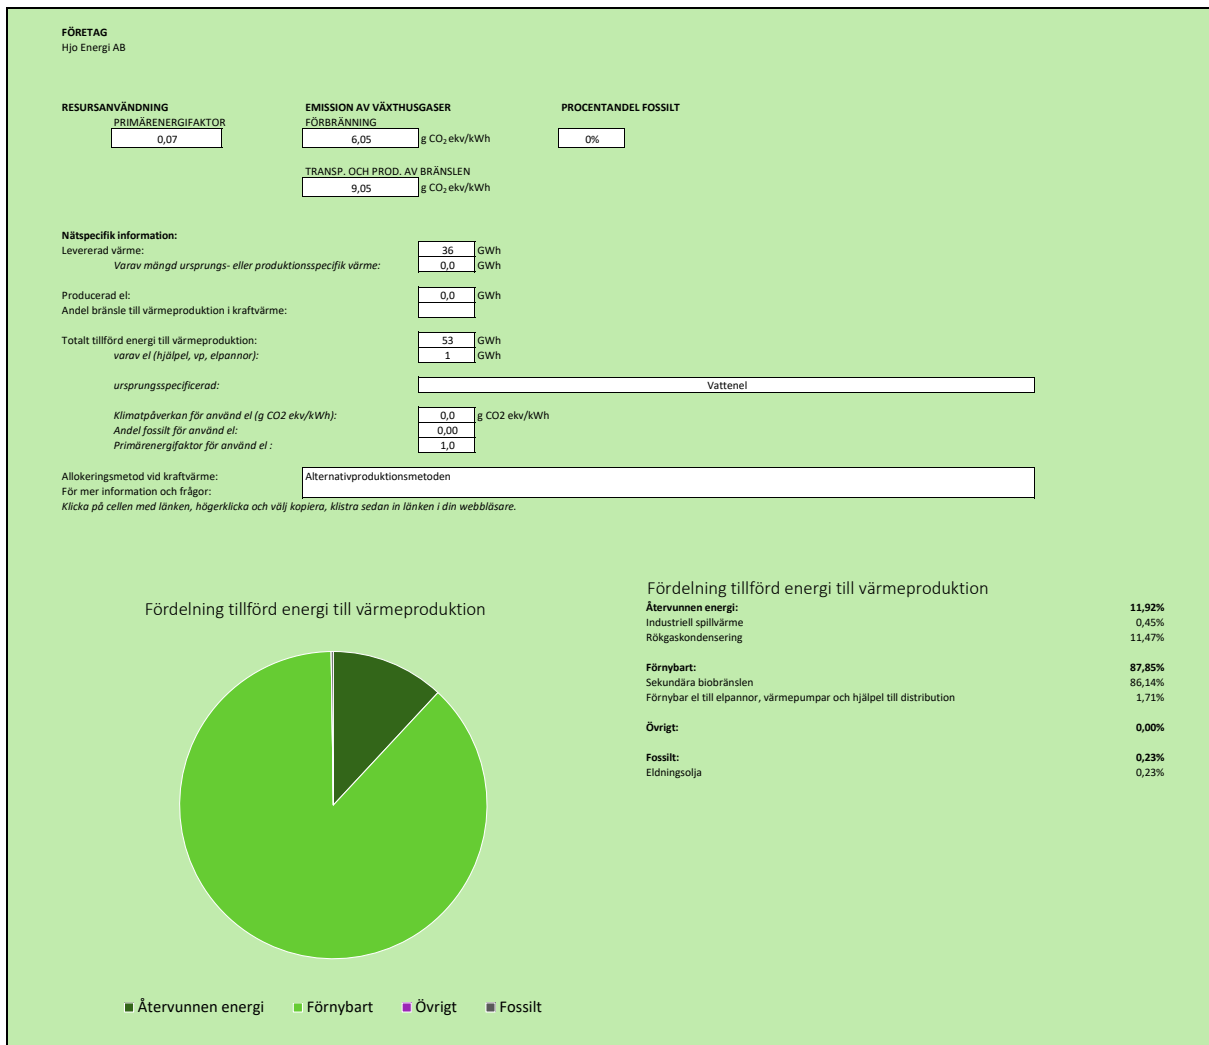 FÖRETAG
Hjo Energi AB
RESURSANVÄNDNING EMISSION AV VÄXTHUSGASER PROCENTANDEL FOSSILT
PRIMÄRENERGIFAKTOR FÖRBRÄNNING
0,07 6,05 g CO₂ ekv/kWh 0%
TRANSP. OCH PROD. AV BRÄNSLEN
9,05 g CO₂ ekv/kWh
Nätspecifik information:
Levererad värme: 36 GWh
Varav mängd ursprungs- eller produktionsspecifik värme: 0,0 GWh
Producerad el: 0,0 GWh
Andel bränsle till värmeproduktion i kraftvärme:
Totalt tillförd energi till värmeproduktion: 53 GWh
varav el (hjälpel, vp, elpannor): 1 GWh
ursprungsspecificerad: Vattenel
Klimatpåverkan för använd el (g CO2 ekv/kWh): 0,0 g CO2 ekv/kWh
Andel fossilt för använd el: 0,00
Primärenergifaktor för använd el : 1,0
Allokeringsmetod vid kraftvärme: Alternativproduktionsmetoden
För mer information och frågor:
Klicka på cellen med länken, högerklicka och välj kopiera, klistra sedan in länken i din webbläsare.
Fördelning tillförd energi till värmeproduktion
Återvunnen energi Förnybart Övrigt Fossilt
Fördelning tillförd energi till värmeproduktion
Återvunnen energi: 11,92%
Industriell spillvärme 0,45%
Rökgaskondensering 11,47%
Förnybart: 87,85%
Sekundära biobränslen 86,14%
Förnybar el till elpannor, värmepumpar och hjälpel till distribution 1,71%
Övrigt: 0,00%
Fossilt: 0,23%
Eldningsolja 0,23%